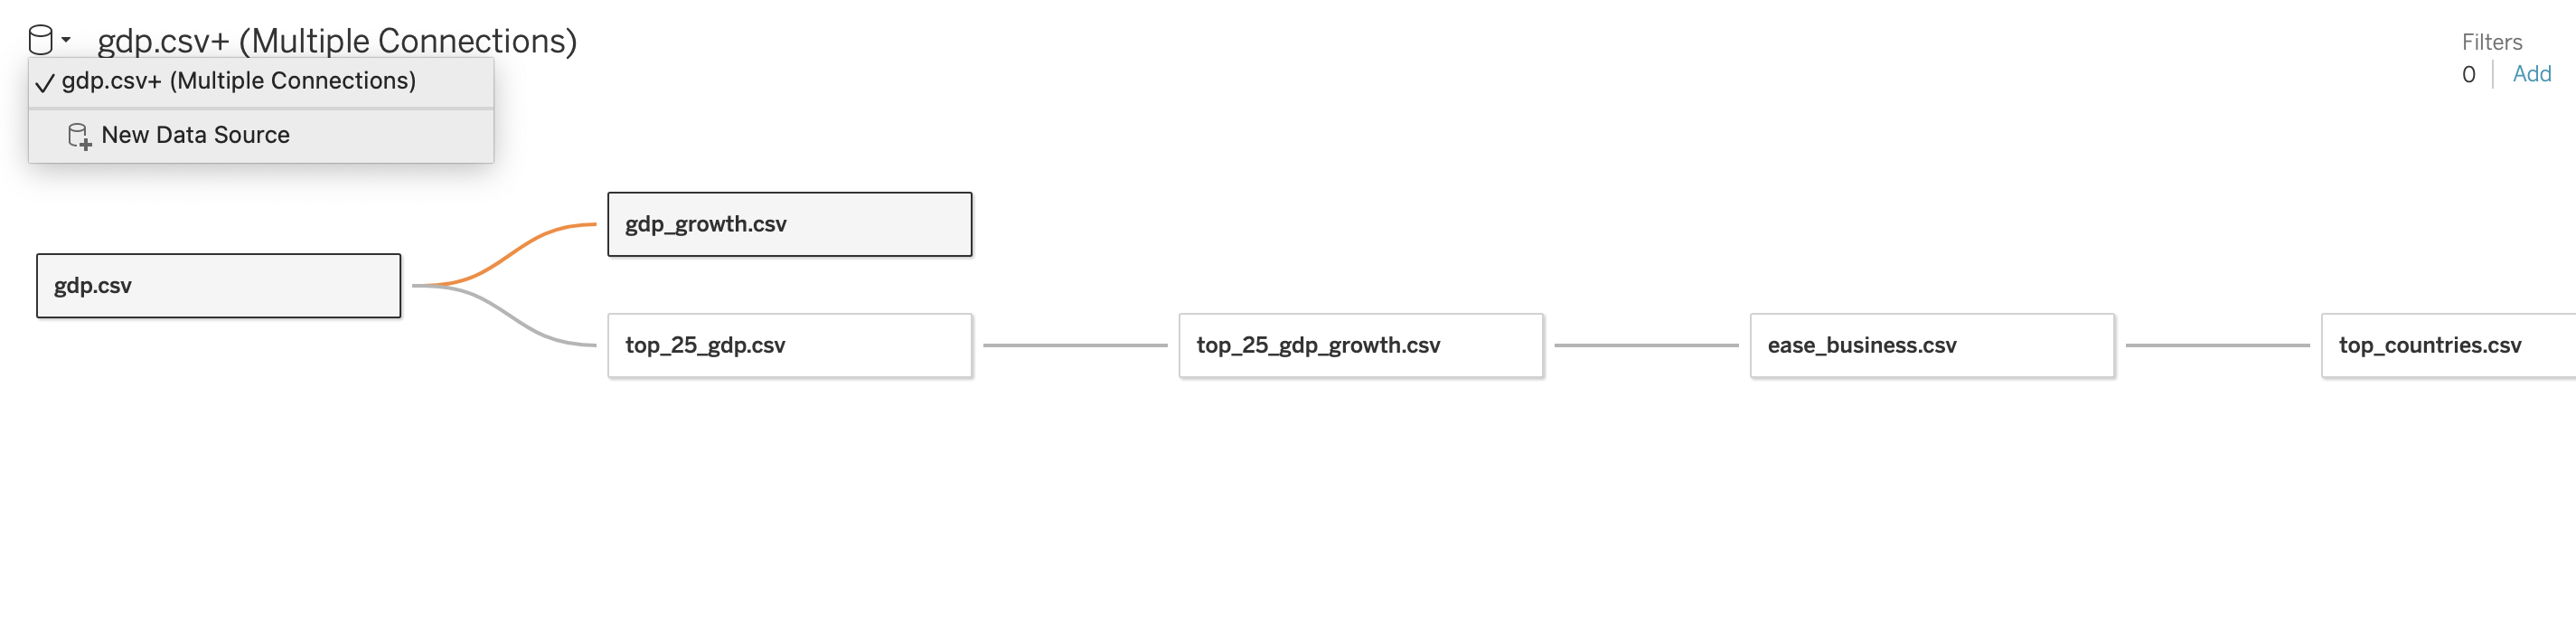 gdp.csv+ (Multiple Connections)
Filters
0
Add
gdp.csv+ (Multiple Connections)
New Data Source
gdp.csv
gdp_growth.csv
top_25_gdp.csv
top_25_gdp_growth.csv
ease_business.csv
top_countries.csv